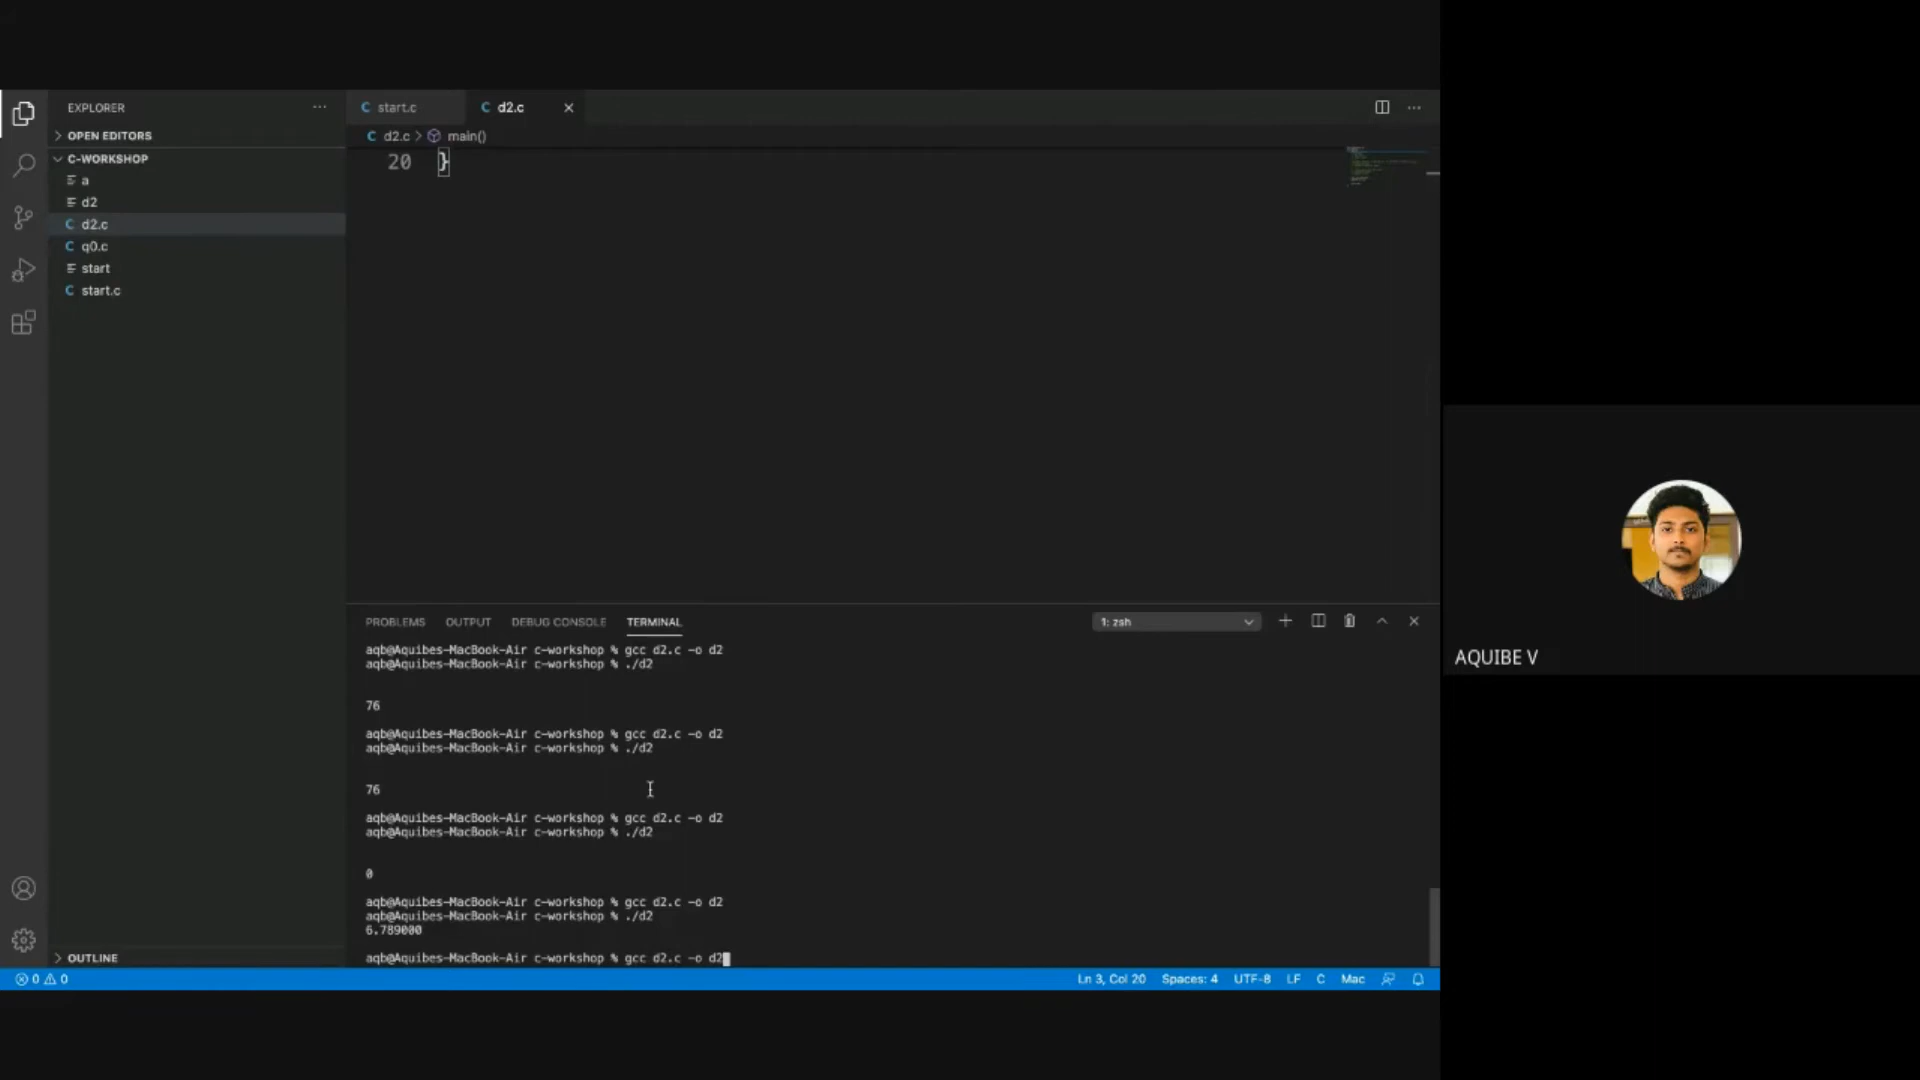 EXPLORER
···
OPEN EDITORS
C-WORKSHOP
a
d2
C d2.c
C q0.c
start
C start.c
OUTLINE
C start.c
C d2.c
C d2.c > main()
20 }
PROBLEMS OUTPUT DEBUG CONSOLE TERMINAL
1: zsh
aqb@Aquibes-MacBook-Air c-workshop % gcc d2.c -o d2
aqb@Aquibes-MacBook-Air c-workshop % ./d2
76
aqb@Aquibes-MacBook-Air c-workshop % gcc d2.c -o d2
aqb@Aquibes-MacBook-Air c-workshop % ./d2
76
aqb@Aquibes-MacBook-Air c-workshop % gcc d2.c -o d2
aqb@Aquibes-MacBook-Air c-workshop % ./d2
0
aqb@Aquibes-MacBook-Air c-workshop % gcc d2.c -o d2
aqb@Aquibes-MacBook-Air c-workshop % ./d2
6.789000
aqb@Aquibes-MacBook-Air c-workshop % gcc d2.c -o d2
0 0
Ln 3, Col 20 Spaces: 4 UTF-8 LF C Mac
AQUIBE V